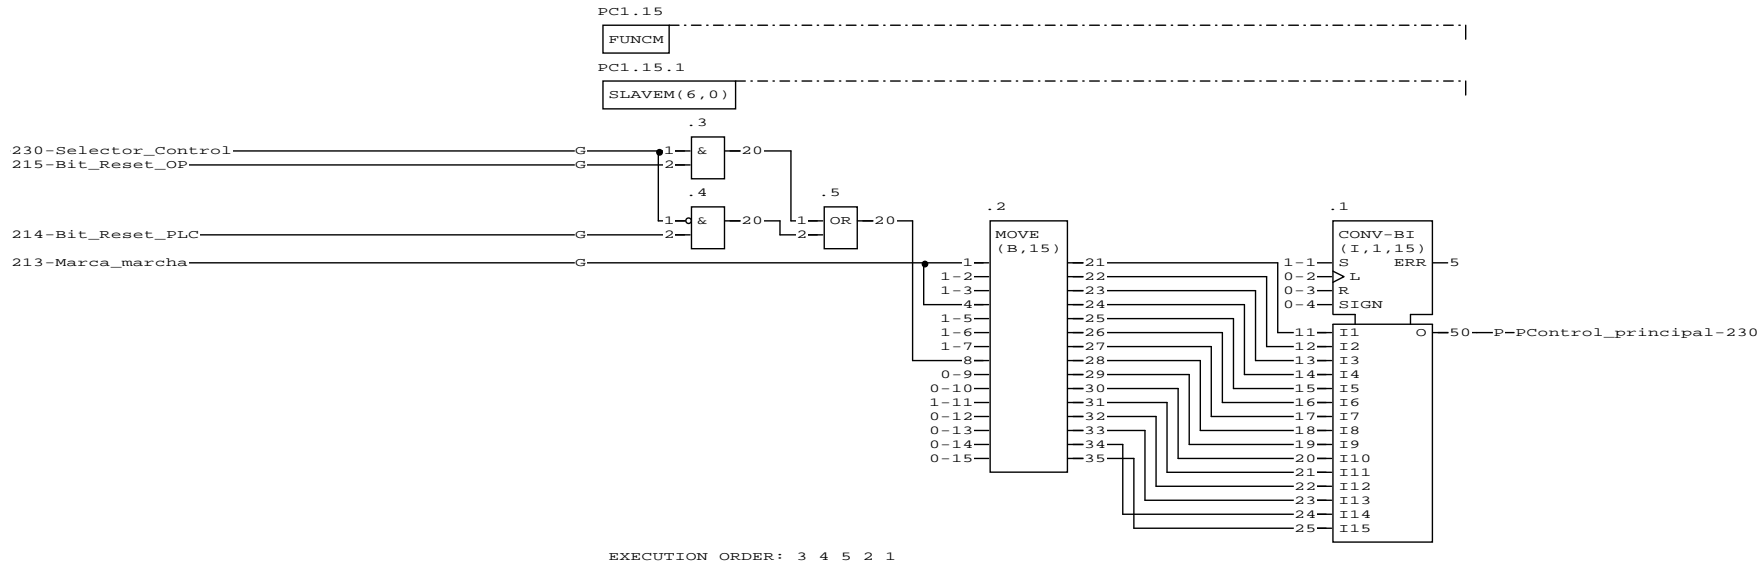 PC1.15
FUNCM
PC1.15.1
SLAVEM(6,0)
.3
230-Selector_Control G 1 & 20
215-Bit_Reset_OP G 2
.4 .5 .2 .1
1 & 20 1 OR 20 MOVE CONV-BI
214-Bit_Reset_PLC G 2 2 (B,15) (I,1,15)
213-Marca_marcha G 1 21 1-1 S ERR 5
1-2 22 0-2 L
1-3 23 0-3 R
4 24 0-4 SIGN
1-5 25
1-6 26 11 I1 O 50 P-PControl_principal-230
1-7 27 12 I2
8 28 13 I3
0-9 29 14 I4
0-10 30 15 I5
1-11 31 16 I6
0-12 32 17 I7
0-13 33 18 I8
0-14 34 19 I9
0-15 35 20 I10
21 I11
22 I12
23 I13
24 I14
25 I15
EXECUTION ORDER: 3 4 5 2 1